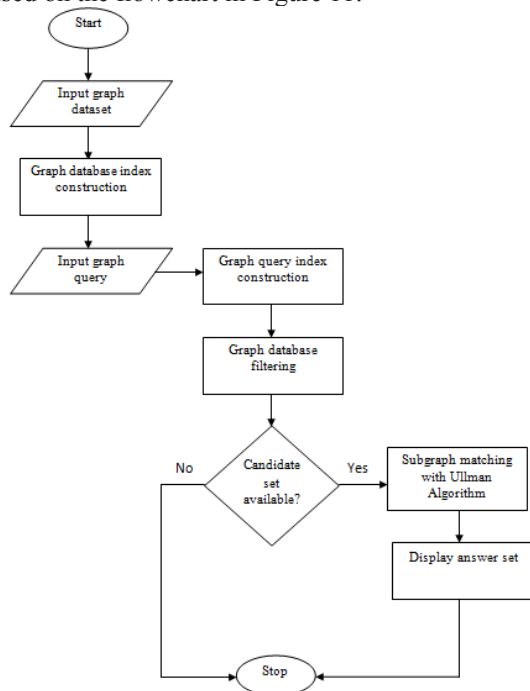 Start
Input graph
dataset
Graph database index
construction
Input graph
query
Graph query index
construction
Graph database
filtering
Candidate
set
available?
No
Yes
Subgraph matching
with Ullman
Algorithm
Display answer set
Stop